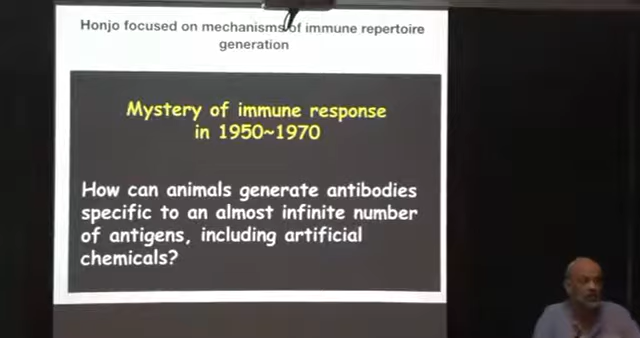 Honjo focused on mechanisms of immune repertoire
generation
Mystery of immune response
in 1950~1970
How can animals generate antibodies
specific to an almost infinite number
of antigens, including artificial
chemicals?